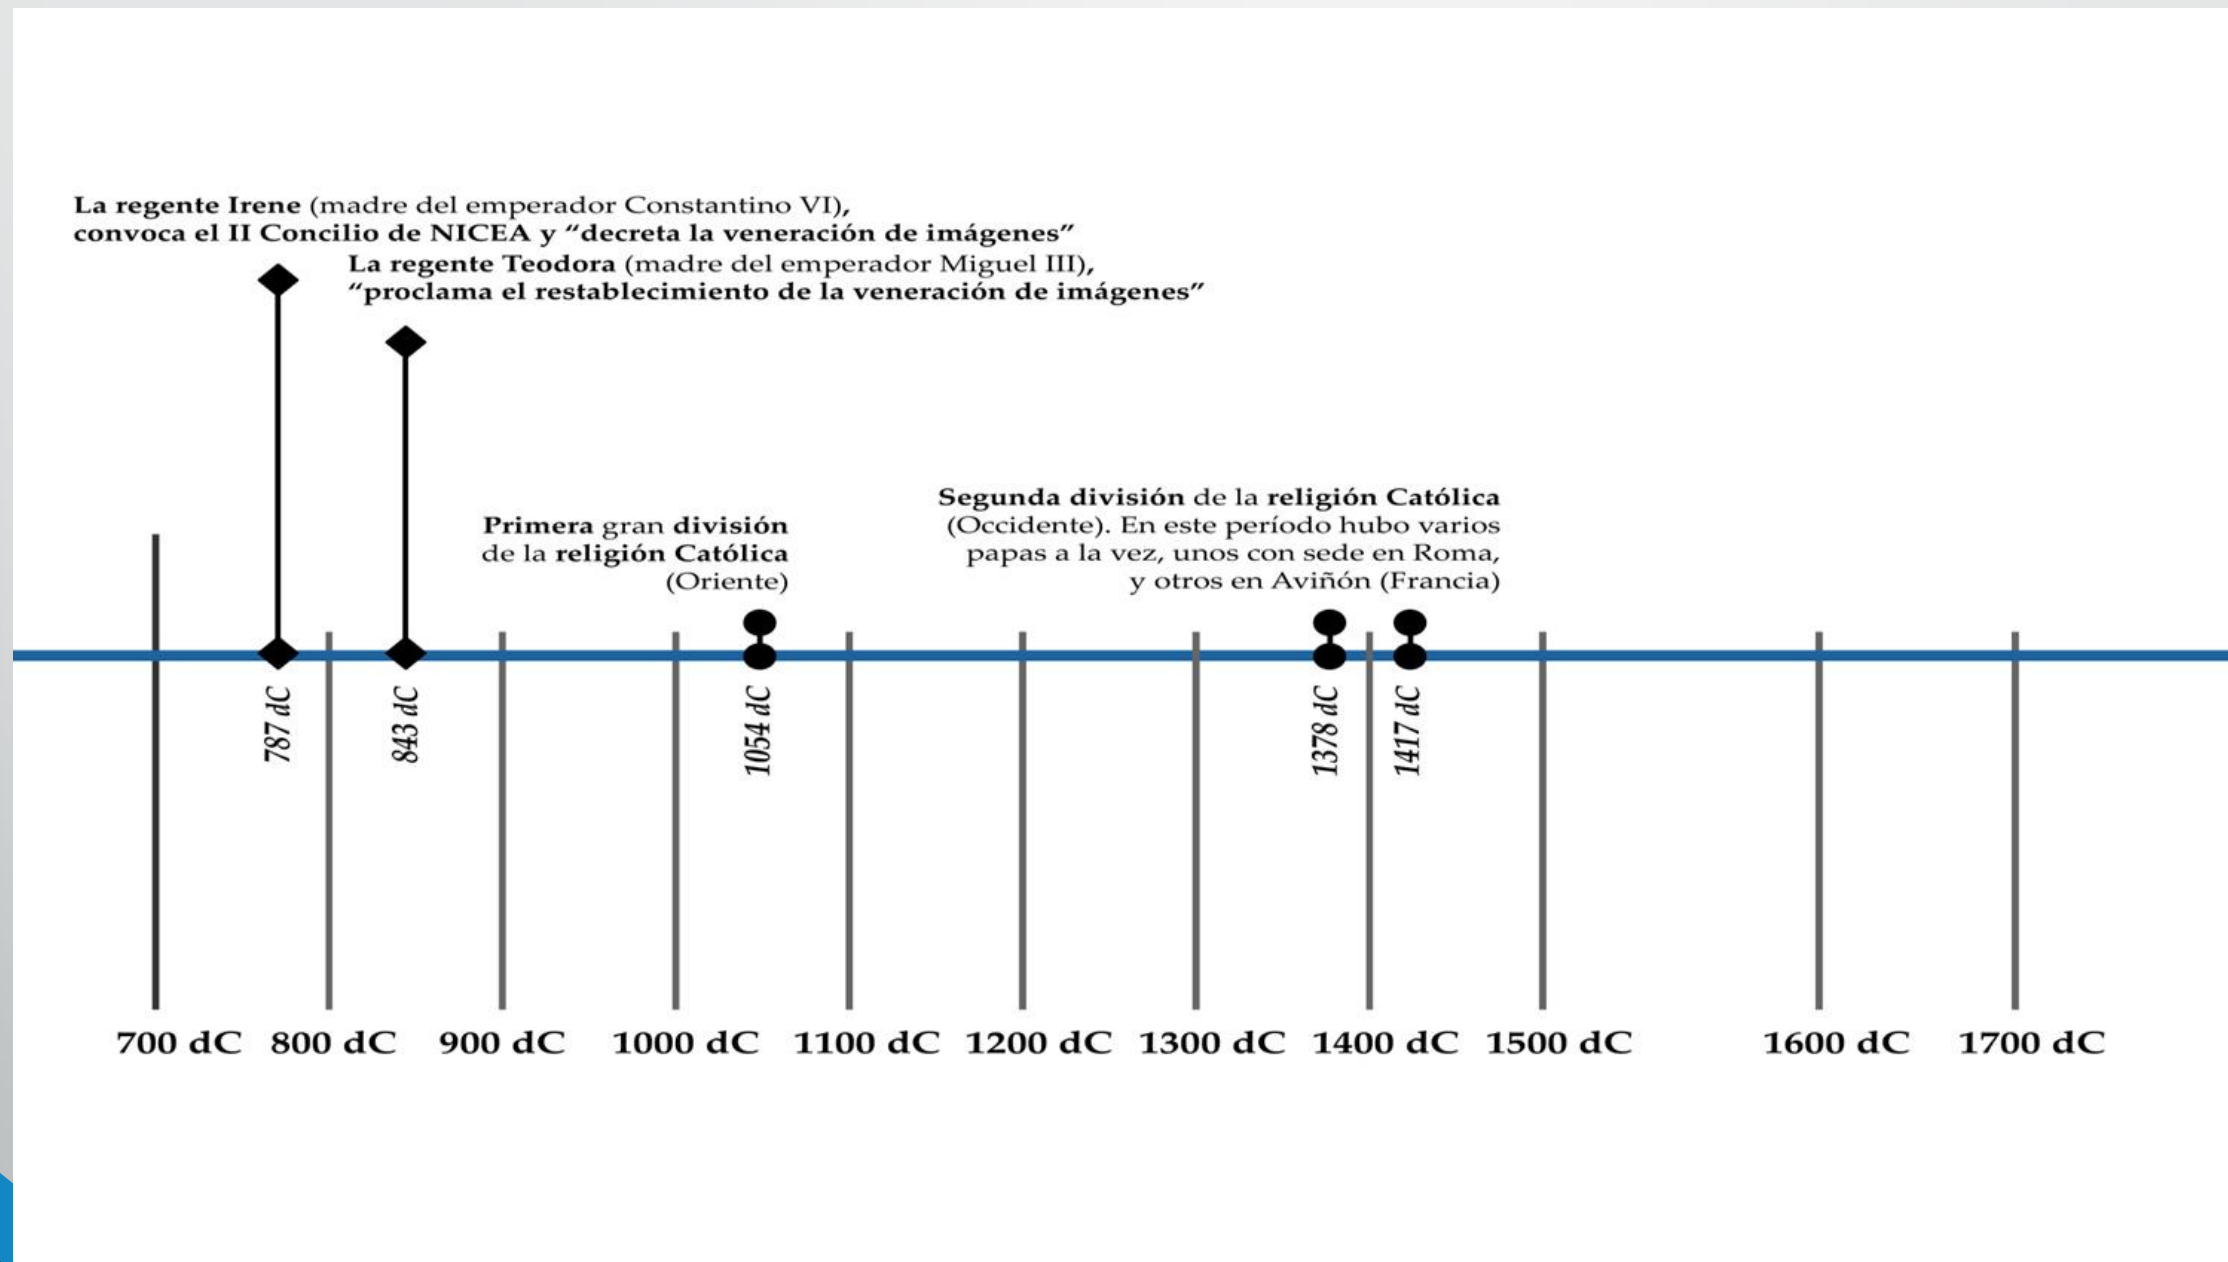 La regente Irene (madre del emperador Constantino VI),
convoca el II Concilio de NICEA y “decreta la veneración de imágenes”
La regente Teodora (madre del emperador Miguel III),
“proclama el restablecimiento de la veneración de imágenes”
Primera gran división
de la religión Católica
(Oriente)
Segunda división de la religión Católica
(Occidente). En este período hubo varios
papas a la vez, unos con sede en Roma,
y otros en Aviñón (Francia)
787 dC
843 dC
1054 dC
1378 dC
1417 dC
700 dC
800 dC
900 dC
1000 dC
1100 dC
1200 dC
1300 dC
1400 dC
1500 dC
1600 dC
1700 dC